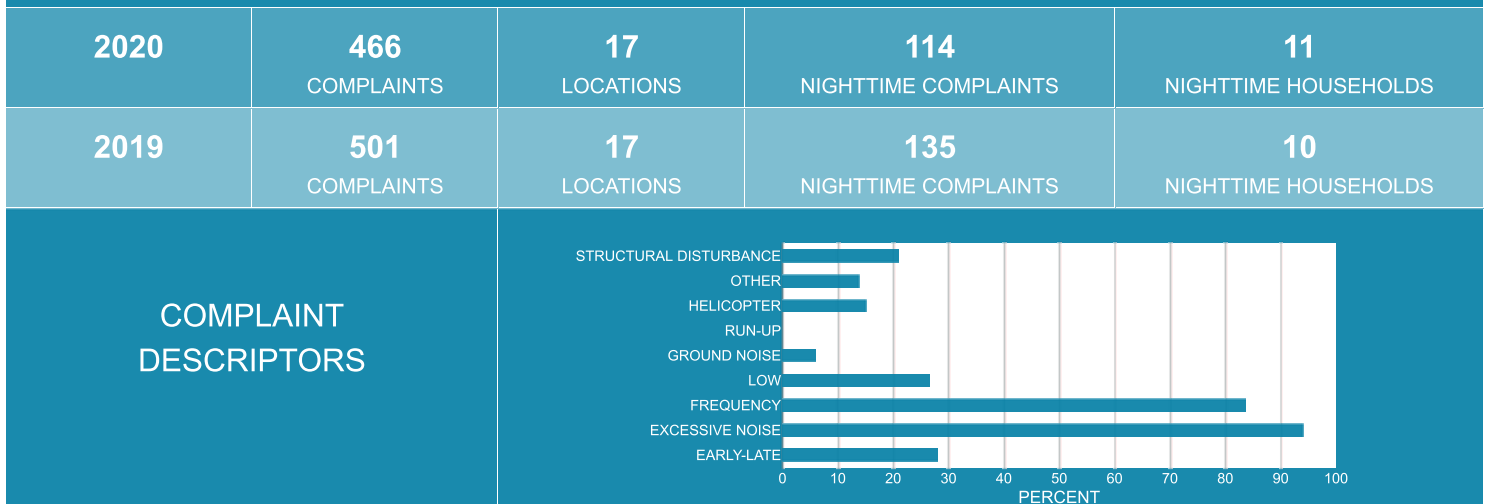 2020 466 17 114 11
COMPLAINTS LOCATIONS NIGHTTIME COMPLAINTS NIGHTTIME HOUSEHOLDS
2019 501 17 135 10
COMPLAINTS LOCATIONS NIGHTTIME COMPLAINTS NIGHTTIME HOUSEHOLDS
COMPLAINT
DESCRIPTORS
STRUCTURAL DISTURBANCE
OTHER
HELICOPTER
RUN-UP
GROUND NOISE
LOW
FREQUENCY
EXCESSIVE NOISE
EARLY-LATE
0 10 20 30 40 50 60 70 80 90 100
PERCENT